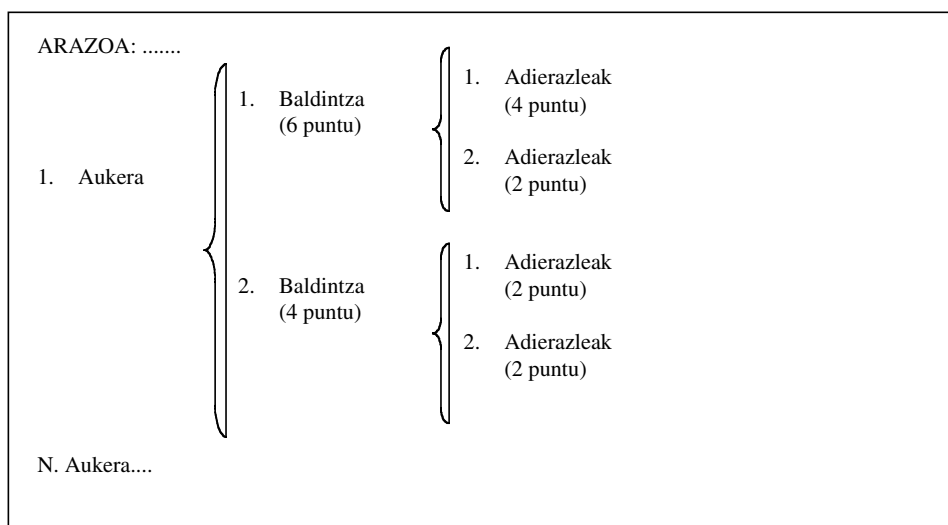 ARAZOA: .......
1. Aukera
1. Baldintza
(6 puntu)
1. Adierazleak
(4 puntu)
2. Adierazleak
(2 puntu)
2. Baldintza
(4 puntu)
1. Adierazleak
(2 puntu)
2. Adierazleak
(2 puntu)
N. Aukera....